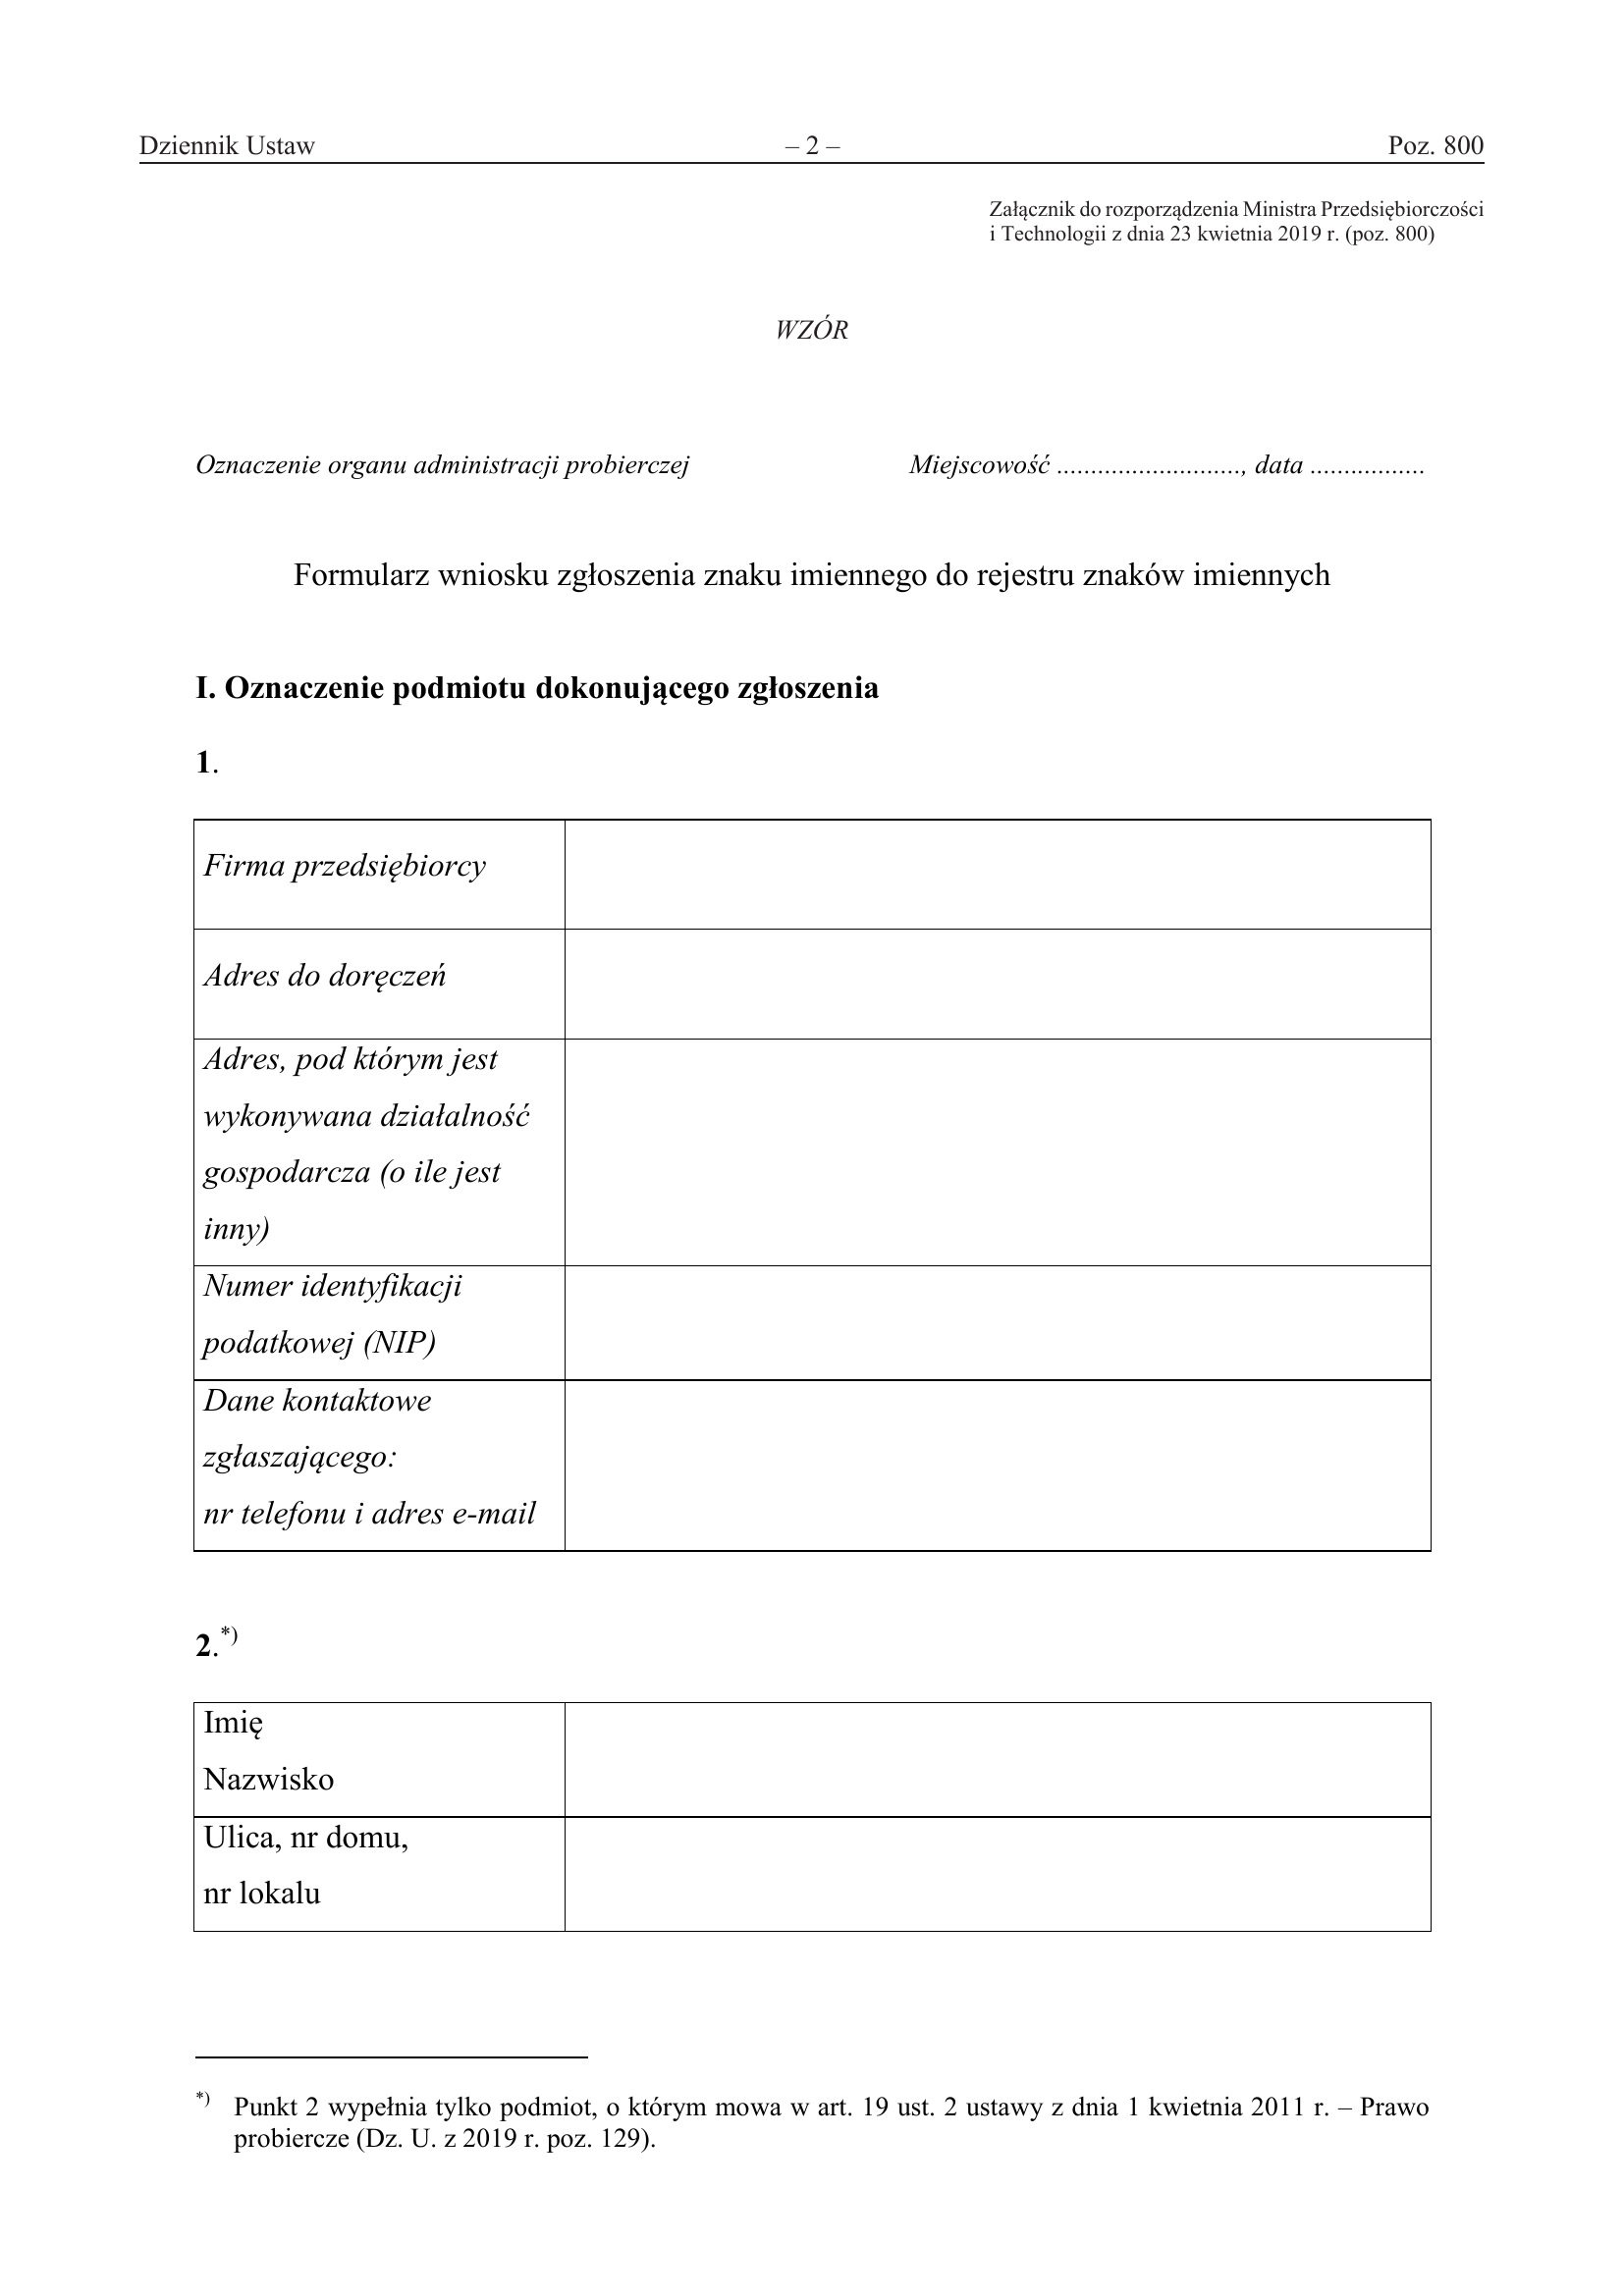 Dziennik Ustaw – 2 – Poz. 800
Załącznik do rozporządzenia Ministra Przedsiębiorczości
i Technologii z dnia 23 kwietnia 2019 r. (poz. 800)
WZÓR
Oznaczenie organu administracji probierczej Miejscowość ..........................., data .................
Formularz wniosku zgłoszenia znaku imiennego do rejestru znaków imiennych
I. Oznaczenie podmiotu dokonującego zgłoszenia
1.
Firma przedsiębiorcy
Adres do doręczeń
Adres, pod którym jest
wykonywana działalność
gospodarcza (o ile jest
inny)
Numer identyfikacji
podatkowej (NIP)
Dane kontaktowe
zgłaszającego:
nr telefonu i adres e-mail
2.*)
Imię
Nazwisko
Ulica, nr domu,
nr lokalu
*) Punkt 2 wypełnia tylko podmiot, o którym mowa w art. 19 ust. 2 ustawy z dnia 1 kwietnia 2011 r. – Prawo
probiercze (Dz. U. z 2019 r. poz. 129).